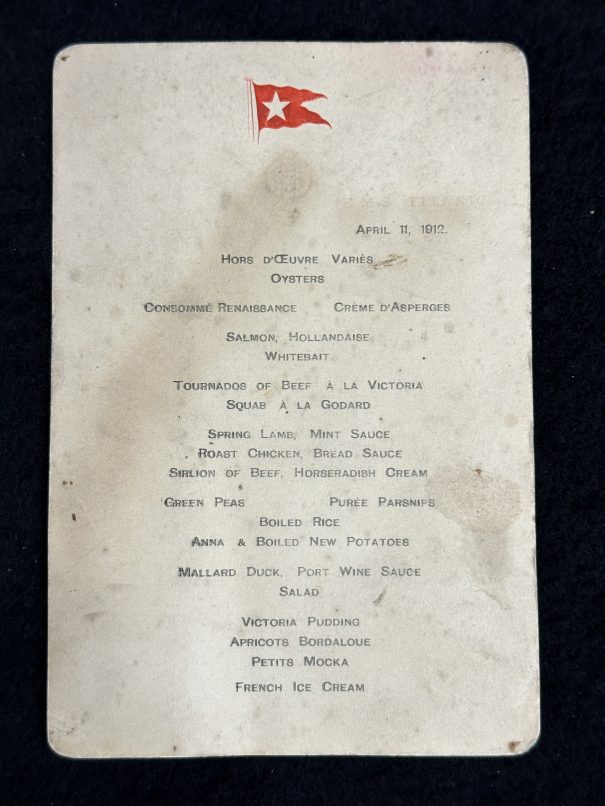 April 11, 1912.
Hors d'Œuvre Variès
Oysters
Consommé Renaissance Crème d'Asperges
Salmon, Hollandaise
Whitebait
Tournados of Beef à la Victoria
Squab à la Godard
Spring Lamb, Mint Sauce
Roast Chicken, Bread Sauce
Sirlion of Beef, Horseradish Cream
Green Peas Purée Parsnips
Boiled Rice
Anna & Boiled New Potatoes
Mallard Duck, Port Wine Sauce
Salad
Victoria Pudding
Apricots Bordaloue
Petits Mocka
French Ice Cream